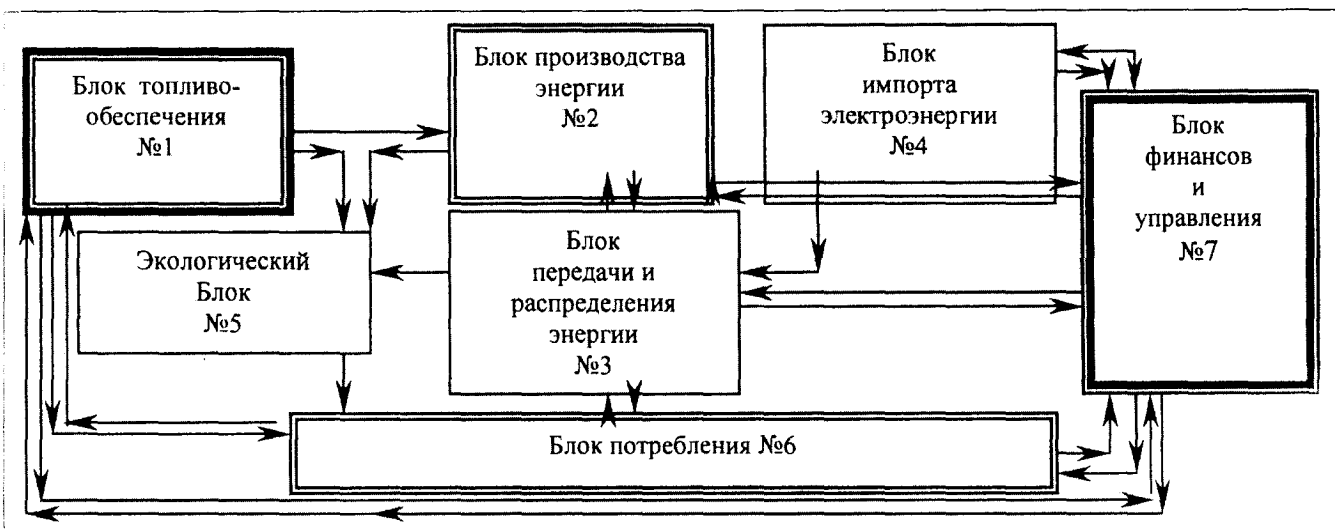 Блок топливо-
обеспечения
№1
Блок производства
энергии
№2
Блок
импорта
электроэнергии
№4
Блок
финансов
и
управления
№7
Экологический
Блок
№5
Блок
передачи и
распределения
энергии
№3
Блок потребления №6